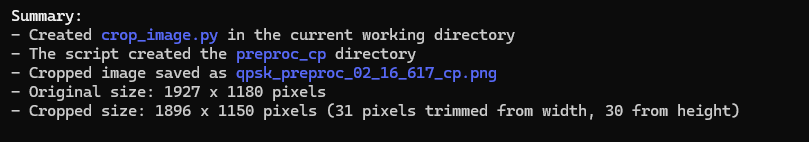 Summary:
- Created crop_image.py in the current working directory
- The script created the preproc_cp directory
- Cropped image saved as qpsk_preproc_02_16_617_cp.png
- Original size: 1927 x 1180 pixels
- Cropped size: 1896 x 1150 pixels (31 pixels trimmed from width, 30 from height)